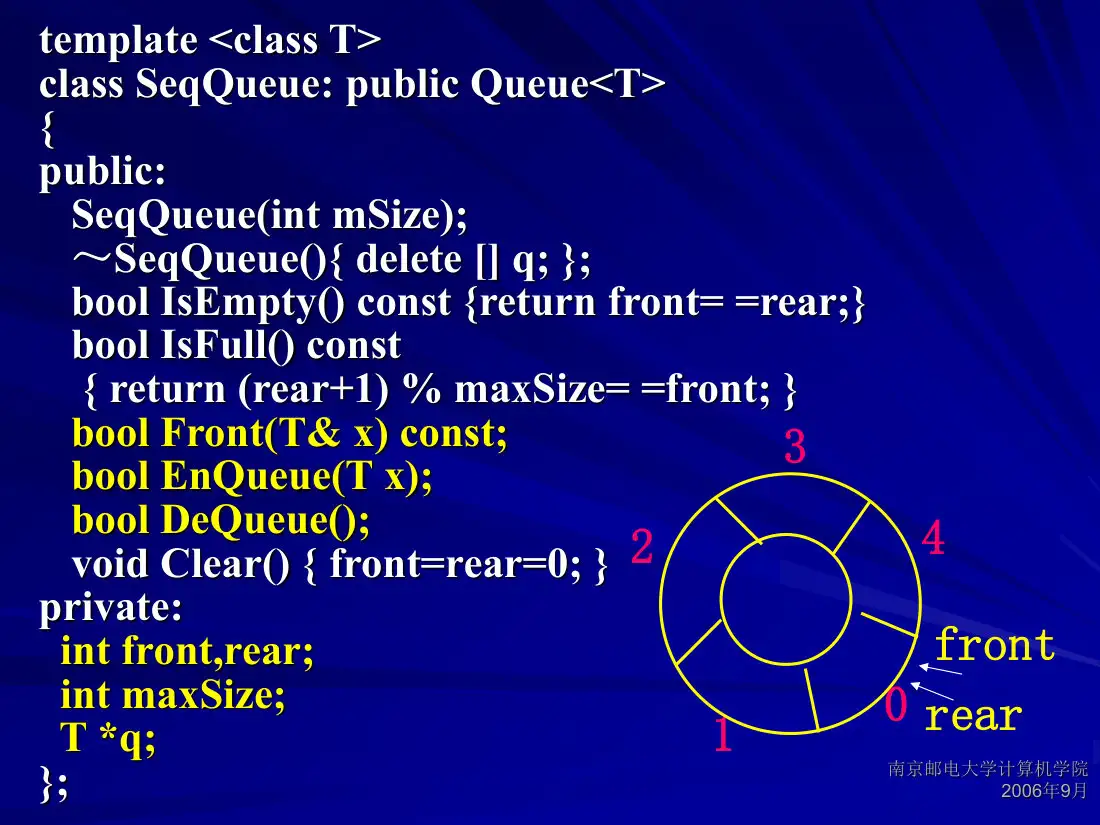 template <class T>
class SeqQueue: public Queue<T>
{
public:
SeqQueue(int mSize);
～SeqQueue(){ delete [] q; };
bool IsEmpty() const {return front= =rear;}
bool IsFull() const
{ return (rear+1) % maxSize= =front; }
bool Front(T& x) const;
bool EnQueue(T x);
bool DeQueue();
void Clear() { front=rear=0; }
private:
int front,rear;
int maxSize;
T *q;
};
3
2
4
front
0
rear
1
南京邮电大学计算机学院
2006年9月